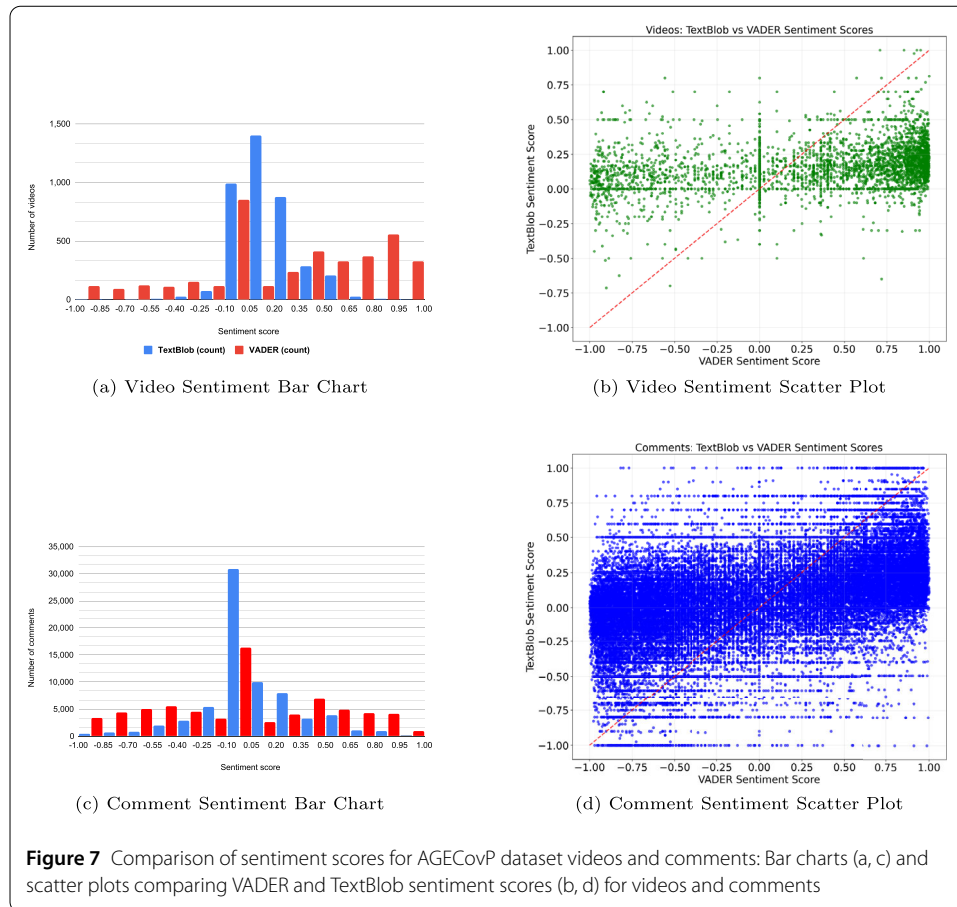 1,500
1,000
500
0
Number of videos
-1.00 -0.85 -0.70 -0.55 -0.40 -0.25 -0.10 0.05 0.20 0.35 0.50 0.65 0.80 0.95 1.00
Sentiment score
TextBlob (count) VADER (count)
(a) Video Sentiment Bar Chart
Videos: TextBlob vs VADER Sentiment Scores
1.00
0.75
0.50
0.25
0.00
−0.25
−0.50
−0.75
−1.00
TextBlob Sentiment Score
−1.00 −0.75 −0.50 −0.25 0.00 0.25 0.50 0.75 1.00
VADER Sentiment Score
(b) Video Sentiment Scatter Plot
35,000
30,000
25,000
20,000
15,000
10,000
5,000
0
Number of comments
-1.00 -0.85 -0.70 -0.55 -0.40 -0.25 -0.10 0.05 0.20 0.35 0.50 0.65 0.80 0.95 1.00
Sentiment score
(c) Comment Sentiment Bar Chart
Comments: TextBlob vs VADER Sentiment Scores
1.00
0.75
0.50
0.25
0.00
−0.25
−0.50
−0.75
−1.00
TextBlob Sentiment Score
−1.00 −0.75 −0.50 −0.25 0.00 0.25 0.50 0.75 1.00
VADER Sentiment Score
(d) Comment Sentiment Scatter Plot
Figure 7 Comparison of sentiment scores for AGECovP dataset videos and comments: Bar charts (a, c) and
scatter plots comparing VADER and TextBlob sentiment scores (b, d) for videos and comments